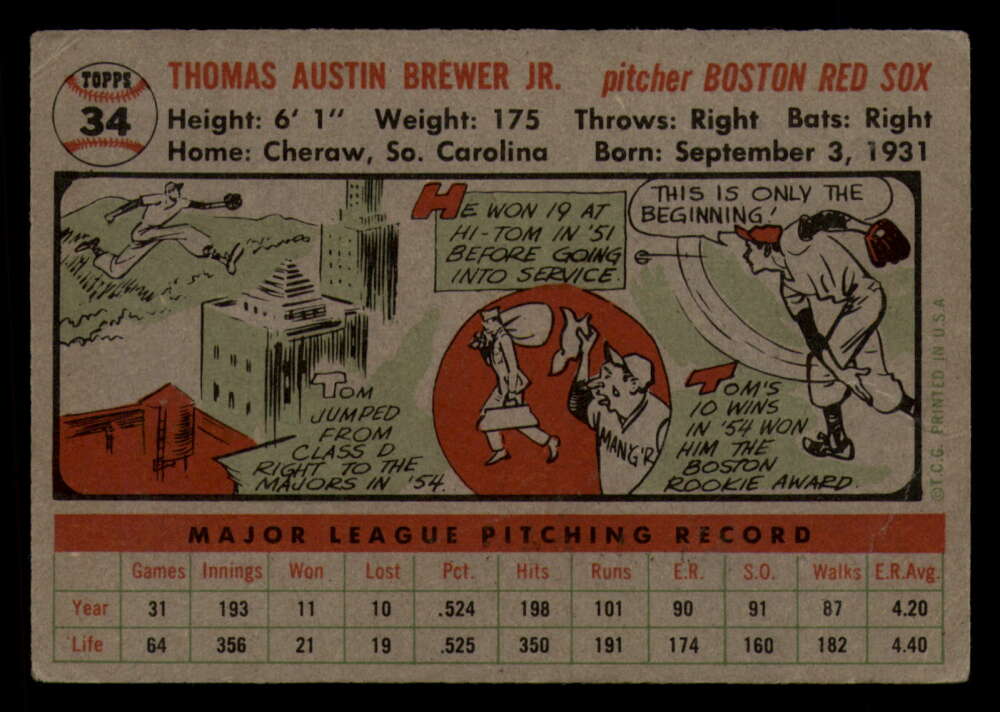 TOPPS
34
THOMAS AUSTIN BREWER JR. pitcher BOSTON RED SOX
Height: 6' 1" Weight: 175 Throws: Right Bats: Right
Home: Cheraw, So. Carolina Born: September 3, 1931
TOM
JUMPED
FROM
CLASS D
RIGHT TO THE
MAJORS IN '54.
HE WON 19 AT
HI-TOM IN '51
BEFORE GOING
INTO SERVICE.
MANG'R
THIS IS ONLY THE
BEGINNING!
TOM'S
10 WINS
IN '54 WON
HIM THE
BOSTON
ROOKIE AWARD.
©T.C.G. PRINTED IN U.S.A
MAJOR LEAGUE PITCHING RECORD
Games Innings Won Lost Pct. Hits Runs E.R. S.O. Walks E.R.Avg.
Year 31 193 11 10 .524 198 101 90 91 87 4.20
Life 64 356 21 19 .525 350 191 174 160 182 4.40